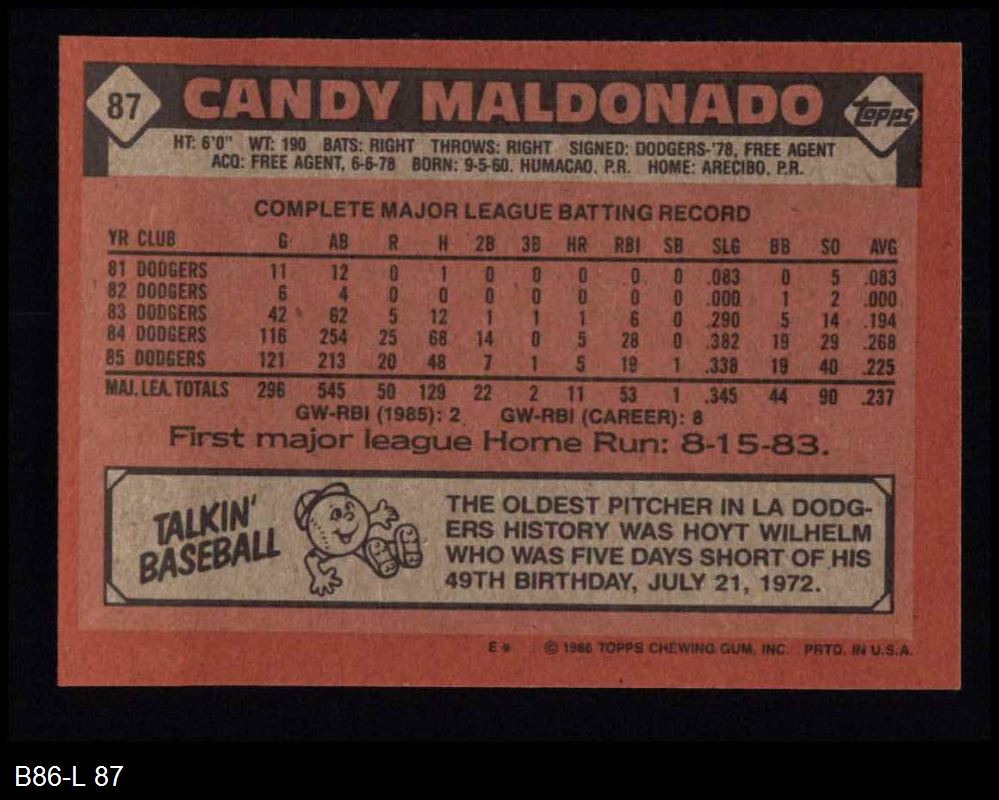 87 CANDY MALDONADO topps
HT: 6'0" WT: 190 BATS: RIGHT THROWS: RIGHT SIGNED: DODGERS-'78, FREE AGENT
ACQ: FREE AGENT, 6-6-78 BORN: 9-5-60, HUMACAO, P.R. HOME: ARECIBO, P.R.
COMPLETE MAJOR LEAGUE BATTING RECORD
YR CLUB G AB R H 2B 3B HR RBI SB SLG BB SO AVG
81 DODGERS 11 12 0 1 0 0 0 0 0 .083 0 5 .083
82 DODGERS 6 4 0 0 0 0 0 0 0 .000 1 2 .000
83 DODGERS 42 62 5 12 1 1 1 6 0 .290 5 14 .194
84 DODGERS 116 254 25 68 14 0 5 28 0 .382 19 29 .268
85 DODGERS 121 213 20 48 7 1 5 19 1 .338 19 40 .225
MAJ. LEA. TOTALS 296 545 50 129 22 2 11 53 1 .345 44 90 .237
GW-RBI (1985): 2 GW-RBI (CAREER): 8
First major league Home Run: 8-15-83.
TALKIN'
BASEBALL
THE OLDEST PITCHER IN LA DODG-
ERS HISTORY WAS HOYT WILHELM
WHO WAS FIVE DAYS SHORT OF HIS
49TH BIRTHDAY, JULY 21, 1972.
E * © 1986 TOPPS CHEWING GUM, INC. PRTD. IN U.S.A.
B86-L 87